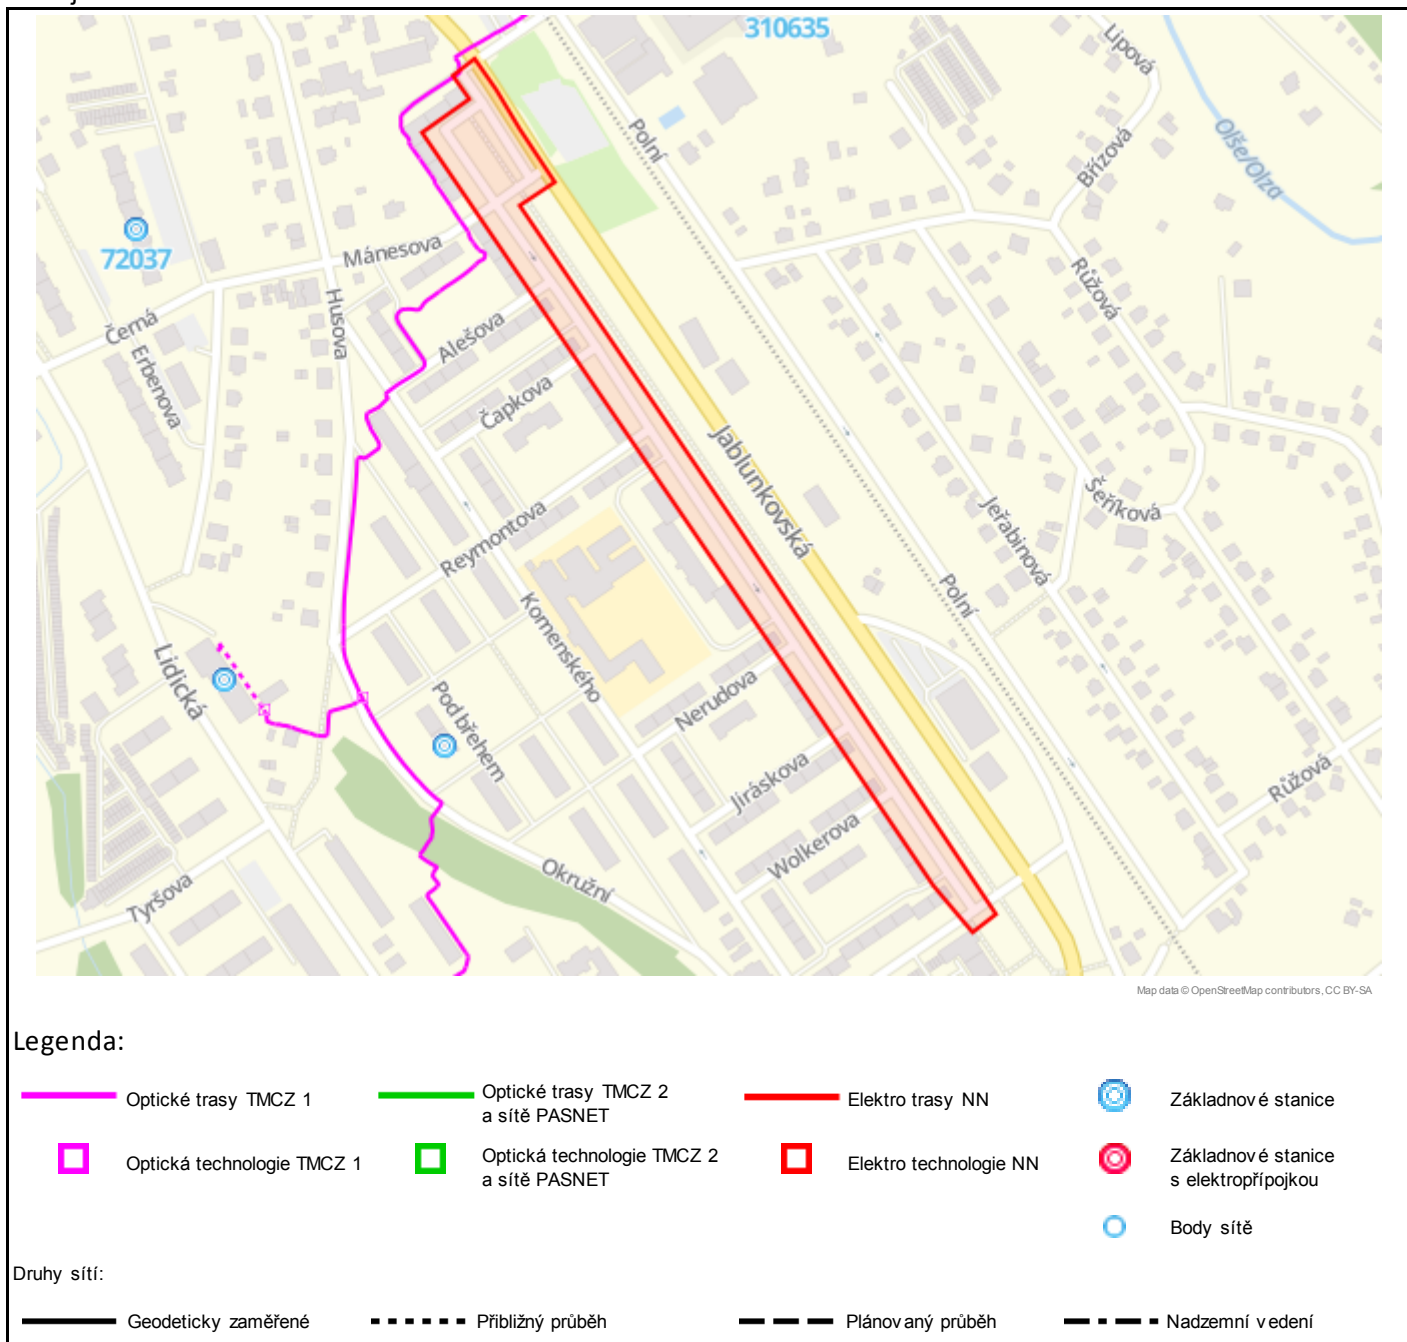 310635
Lipová
Olše/Olza
Polní
Břízová
72037
Mánesova
Růžová
Černá
Husova
Alešova
Erbenova
Čapkova
Jablunkovská
Šeříková
Jeřabinová
Reymontova
Polní
Komenského
Lidická
Pod břehem
Nerudova
Jiráskova
Růžová
Wolkerova
Okružní
Tyršova
Map data © OpenStreetMap contributors, CC BY-SA
Legenda:
Optické trasy TMCZ 1
Optické trasy TMCZ 2
a sítě PASNET
Elektro trasy NN
Základnové stanice
Optická technologie TMCZ 1
Optická technologie TMCZ 2
a sítě PASNET
Elektro technologie NN
Základnové stanice
s elektropřípojkou
Body sítě
Druhy sítí:
Geodeticky zaměřené
Přibližný průběh
Plánovaný průběh
Nadzemní vedení